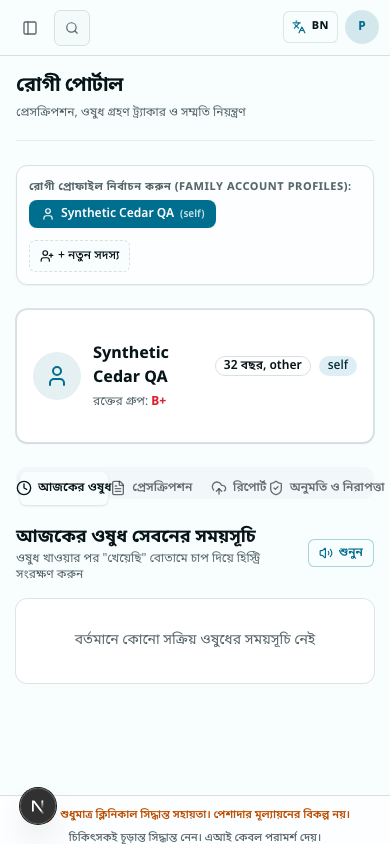 BN
P
রোগী পোর্টাল
প্রেসক্রিপশন, ওষুধ গ্রহণ ট্র্যাকার ও সম্মতি নিয়ন্ত্রণ
রোগী প্রোফাইল নির্বাচন করুন (FAMILY ACCOUNT PROFILES):
Synthetic Cedar QA (self)
+ নতুন সদস্য
Synthetic
Cedar QA
32 বছর, other
self
রক্তের গ্রুপ: B+
আজকের ওষুধ
প্রেসক্রিপশন
রিপোর্ট
অনুমতি ও নিরাপত্তা
আজকের ওষুধ সেবনের সময়সূচি
ওষুধ খাওয়ার পর "খেয়েছি" বোতামে চাপ দিয়ে হিস্ট্রি
সংরক্ষণ করুন
শুনুন
বর্তমানে কোনো সক্রিয় ওষুধের সময়সূচি নেই
N
শুধুমাত্র ক্লিনিকাল সিদ্ধান্ত সহায়তা। পেশাদার মূল্যায়নের বিকল্প নয়।
চিকিৎসকই চূড়ান্ত সিদ্ধান্ত নেন। এআই কেবল পরামর্শ দেয়।